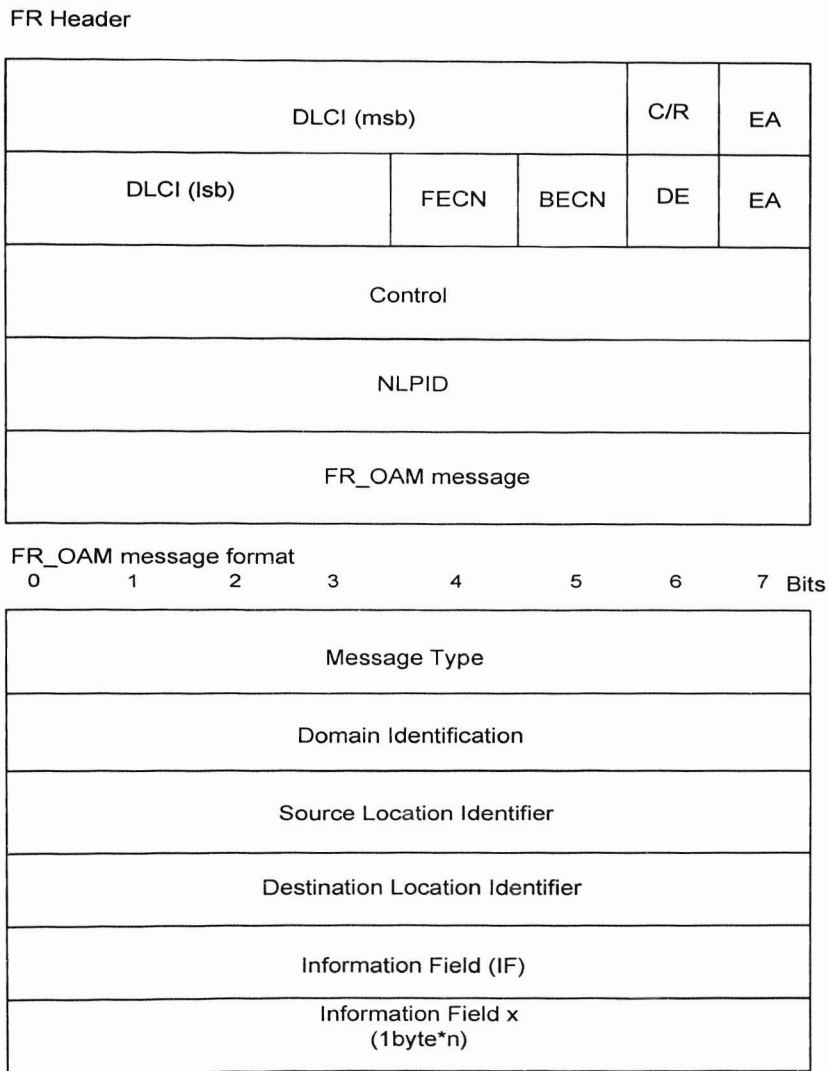 FR Header
DLCI (msb) C/R EA
DLCI (lsb) FECN BECN DE EA
Control
NLPID
FR_OAM message
FR_OAM message format
0 1 2 3 4 5 6 7 Bits
Message Type
Domain Identification
Source Location Identifier
Destination Location Identifier
Information Field (IF)
Information Field x
(1byte*n)